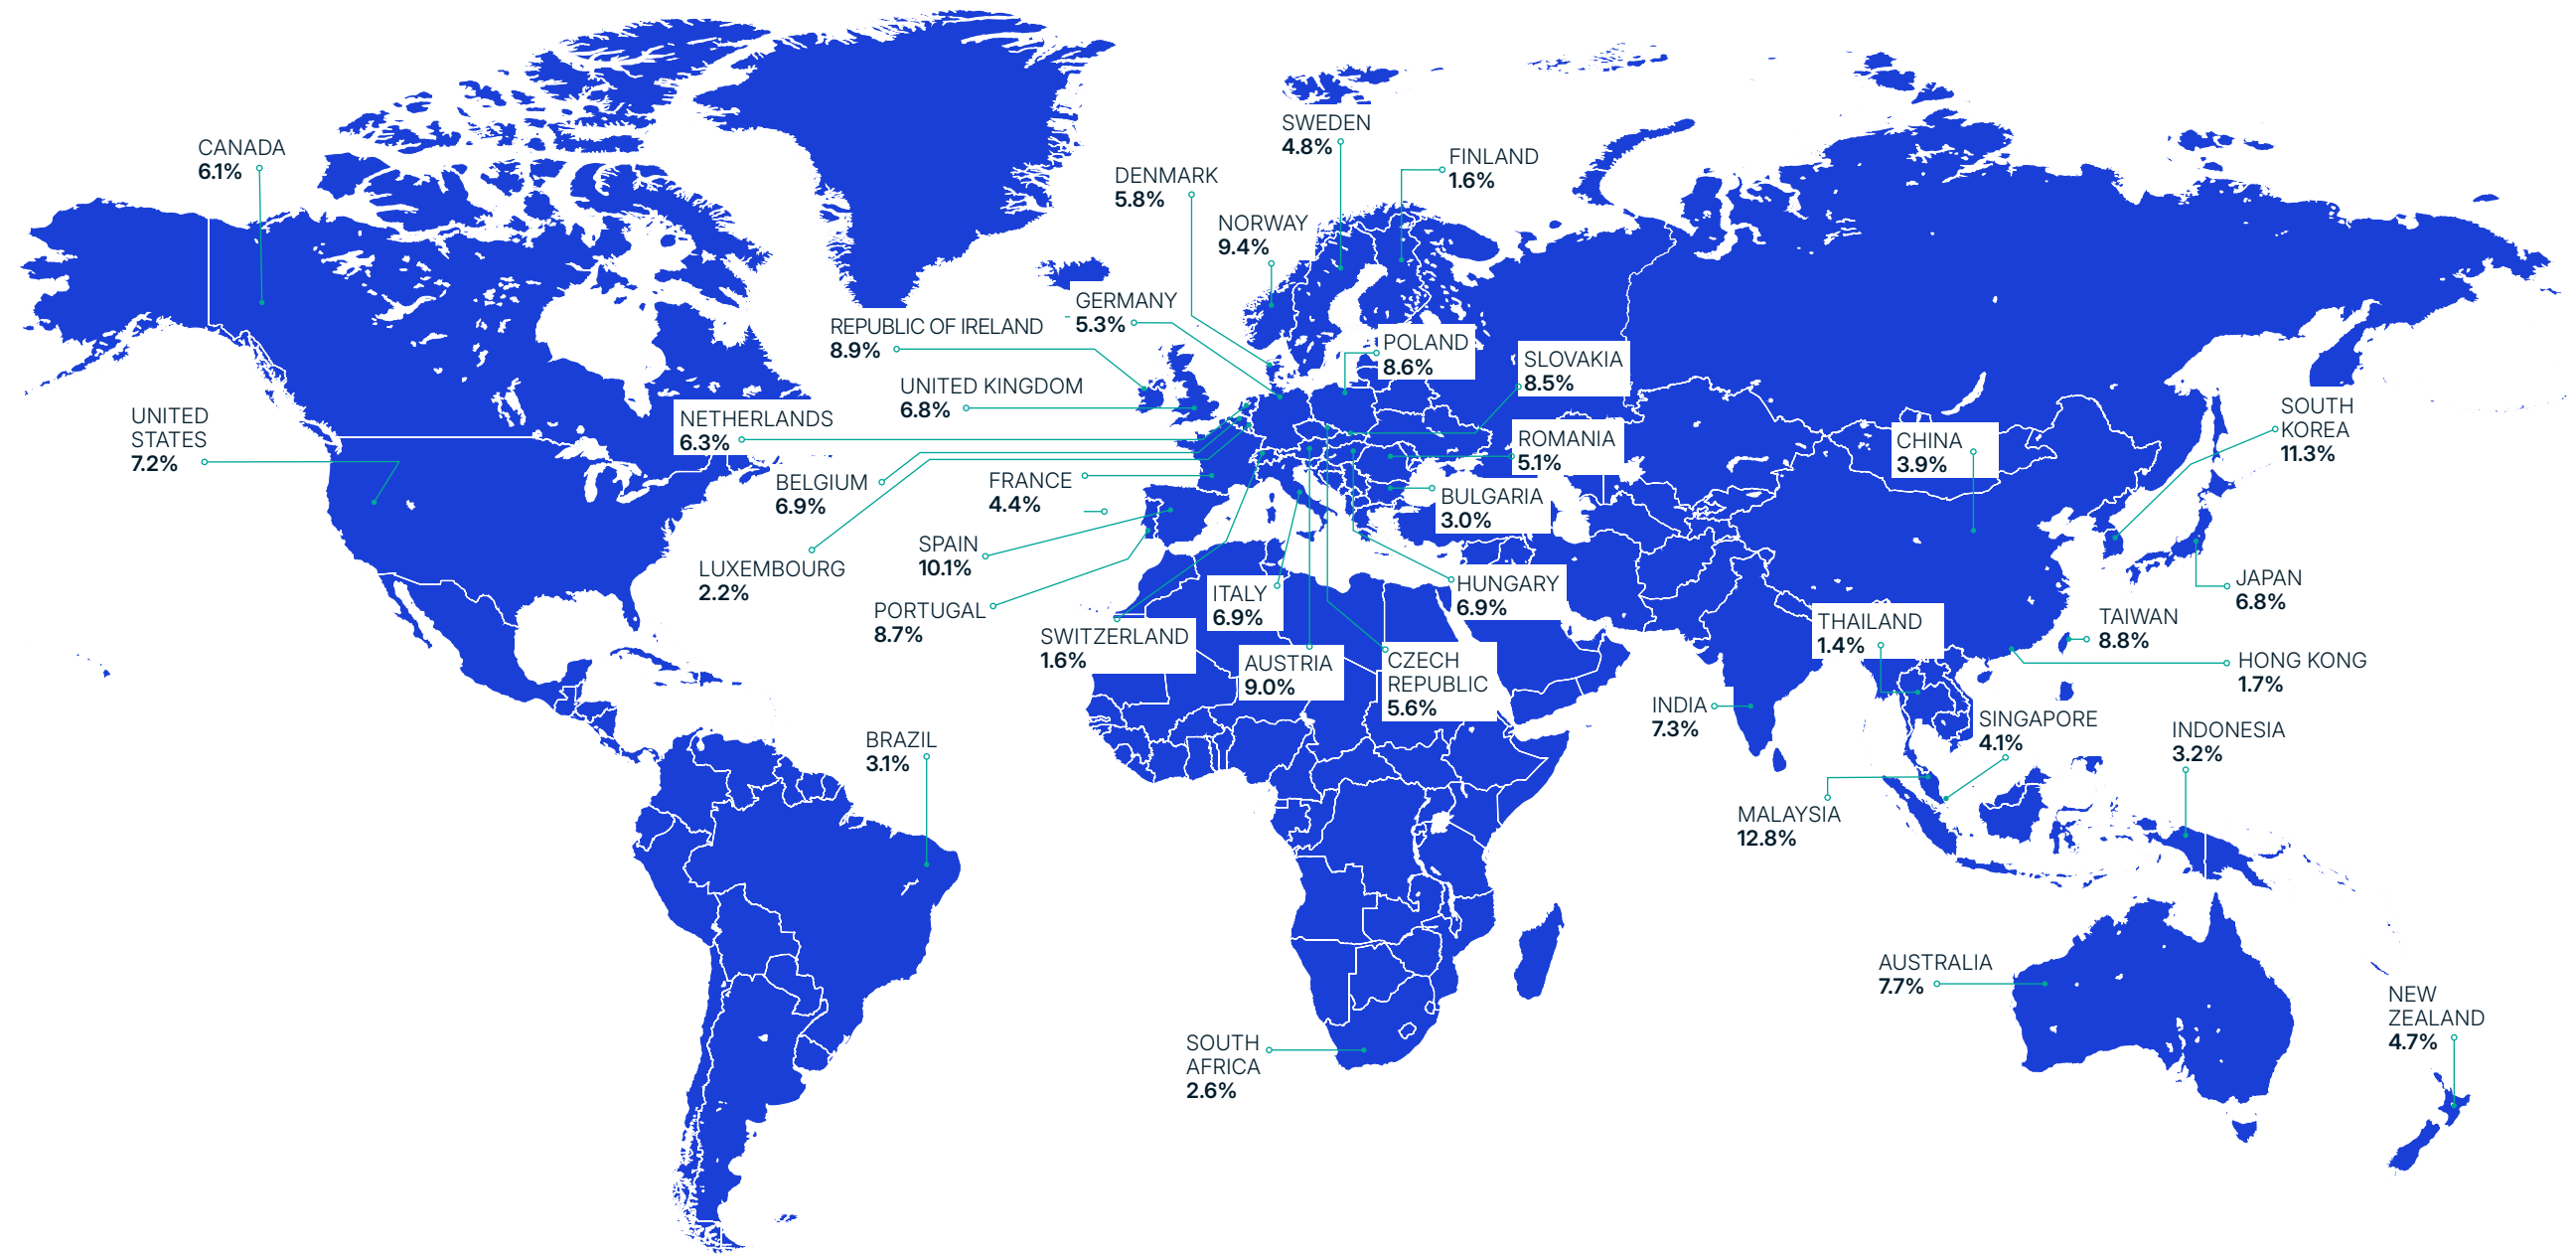 CANADA
6.1%
UNITED
STATES
7.2%
SWEDEN
4.8%
FINLAND
1.6%
DENMARK
5.8%
NORWAY
9.4%
GERMANY
5.3%
REPUBLIC OF IRELAND
8.9%
UNITED KINGDOM
6.8%
NETHERLANDS
6.3%
BELGIUM
6.9%
LUXEMBOURG
2.2%
FRANCE
4.4%
SPAIN
10.1%
PORTUGAL
8.7%
SWITZERLAND
1.6%
ITALY
6.9%
AUSTRIA
9.0%
CZECH
REPUBLIC
5.6%
HUNGARY
6.9%
BULGARIA
3.0%
ROMANIA
5.1%
SLOVAKIA
8.5%
POLAND
8.6%
CHINA
3.9%
SOUTH
KOREA
11.3%
JAPAN
6.8%
TAIWAN
8.8%
HONG KONG
1.7%
THAILAND
1.4%
INDIA
7.3%
SINGAPORE
4.1%
MALAYSIA
12.8%
INDONESIA
3.2%
BRAZIL
3.1%
SOUTH
AFRICA
2.6%
AUSTRALIA
7.7%
NEW
ZEALAND
4.7%